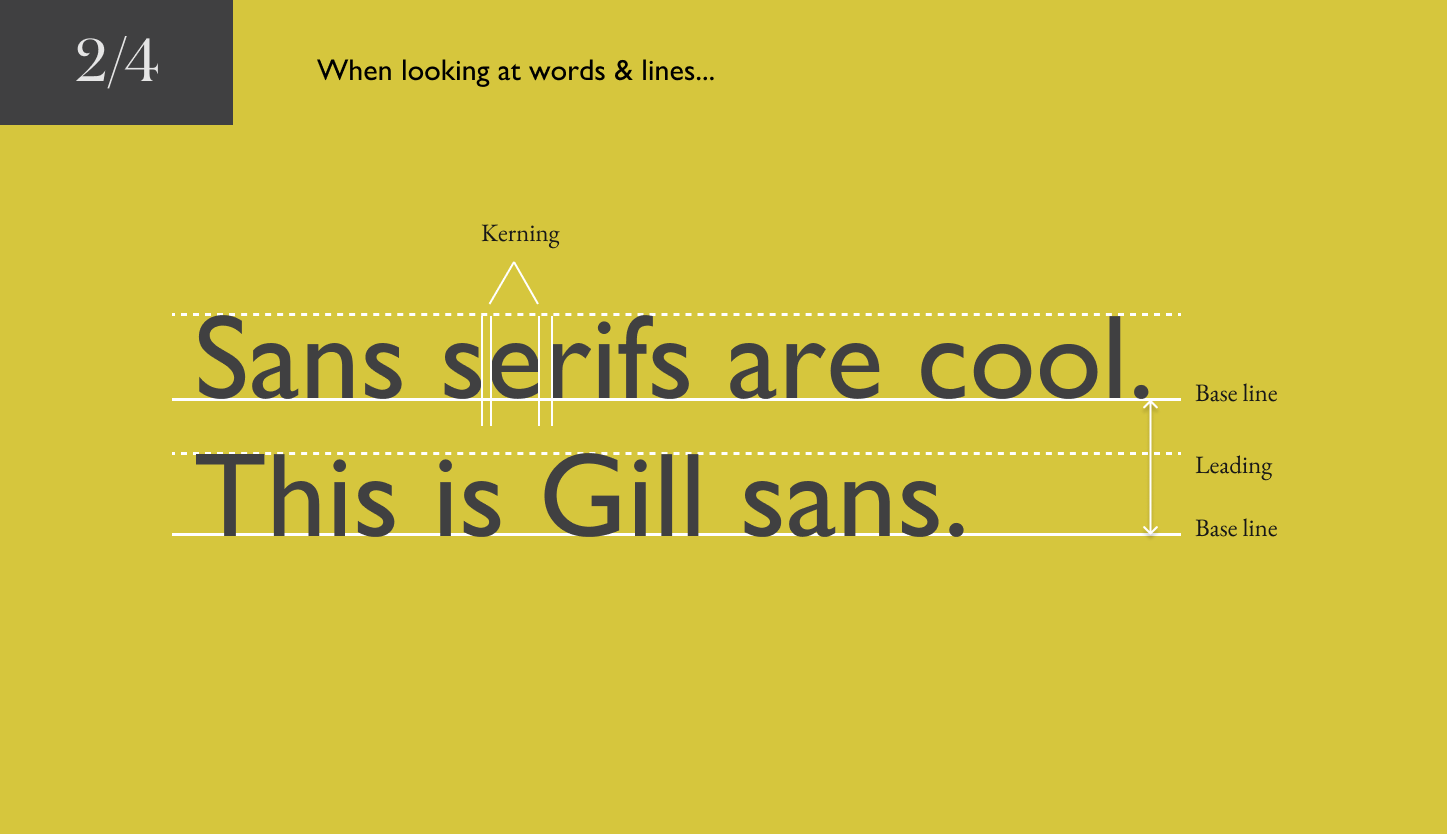 2/4
When looking at words & lines...
Kerning
Sans serifs are cool.
Base line
Leading
This is Gill sans.
Base line